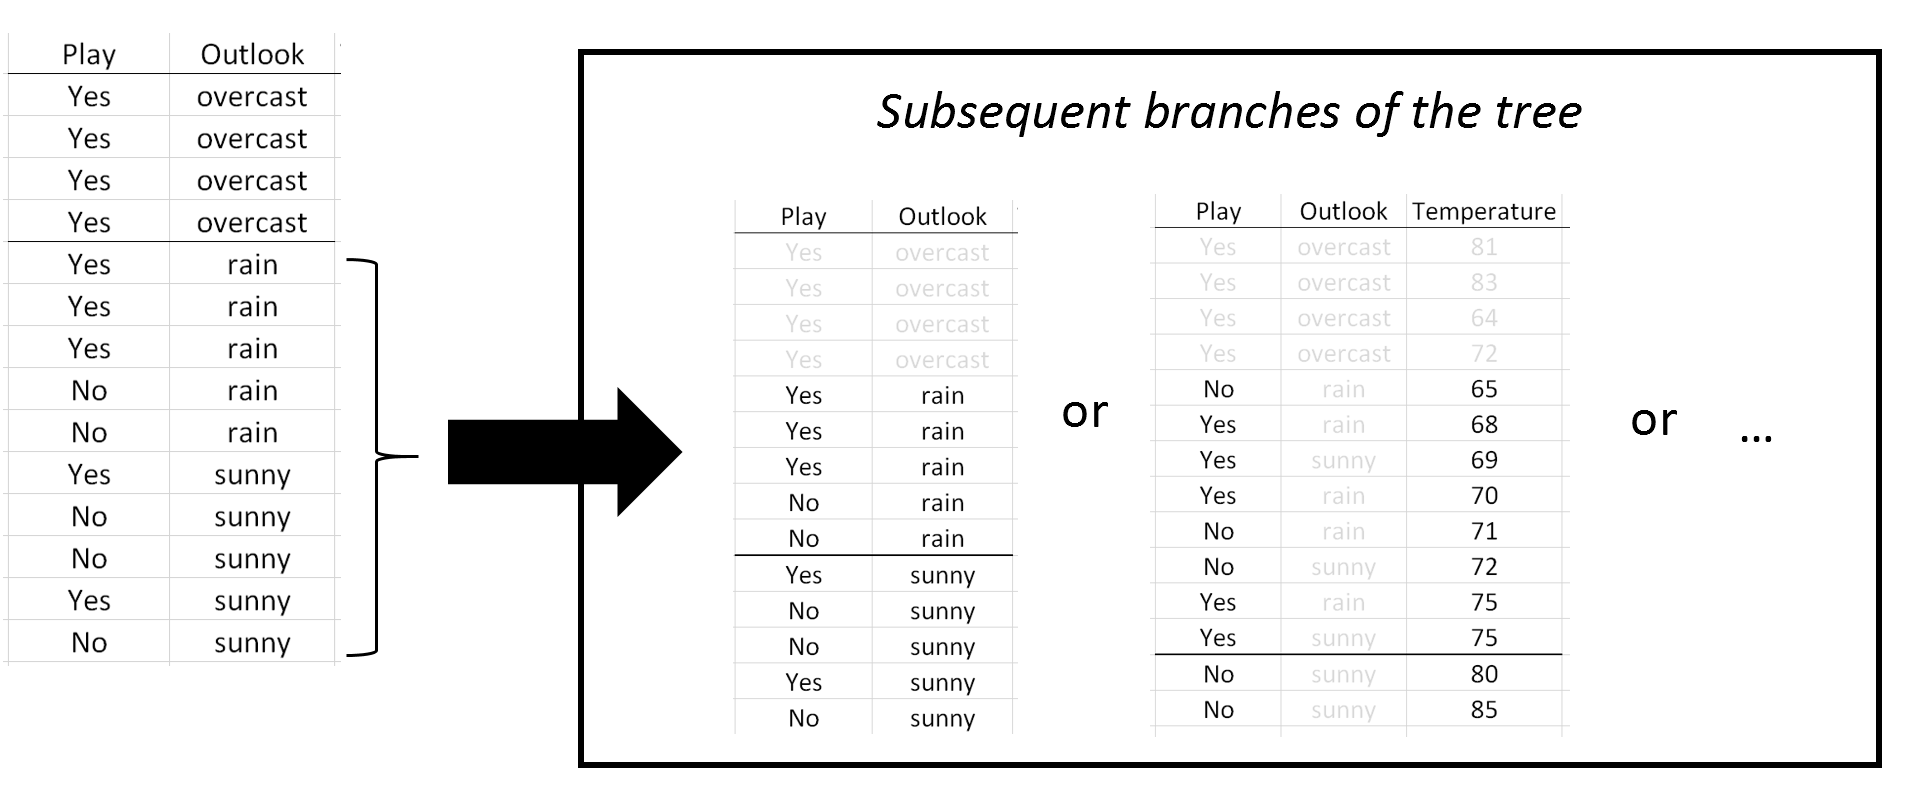 Play Outlook
Yes overcast
Yes overcast
Yes overcast
Yes overcast
Yes rain
Yes rain
Yes rain
No rain
No rain
Yes sunny
No sunny
No sunny
Yes sunny
No sunny
Subsequent branches of the tree
Play Outlook
Yes overcast
Yes overcast
Yes overcast
Yes overcast
Yes rain
Yes rain
Yes rain
No rain
No rain
Yes sunny
No sunny
No sunny
Yes sunny
No sunny
or
Play Outlook Temperature
Yes overcast 81
Yes overcast 83
Yes overcast 64
Yes overcast 72
No rain 65
Yes rain 68
Yes sunny 69
Yes rain 70
No rain 71
No sunny 72
Yes rain 75
Yes sunny 75
No sunny 80
No sunny 85
or ...